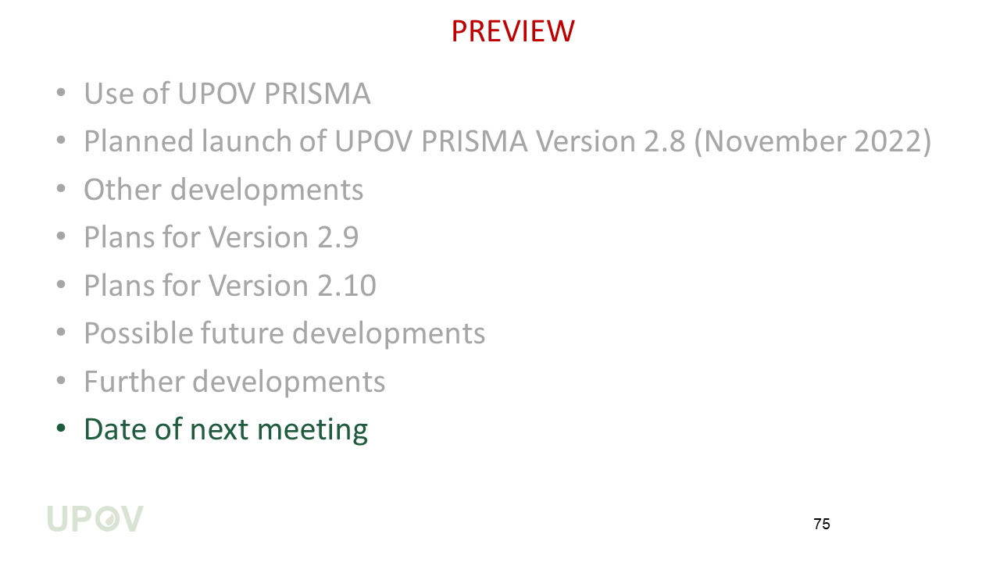 PREVIEW
• Use of UPOV PRISMA
• Planned launch of UPOV PRISMA Version 2.8 (November 2022)
• Other developments
• Plans for Version 2.9
• Plans for Version 2.10
• Possible future developments
• Further developments
• Date of next meeting
UPOV
75